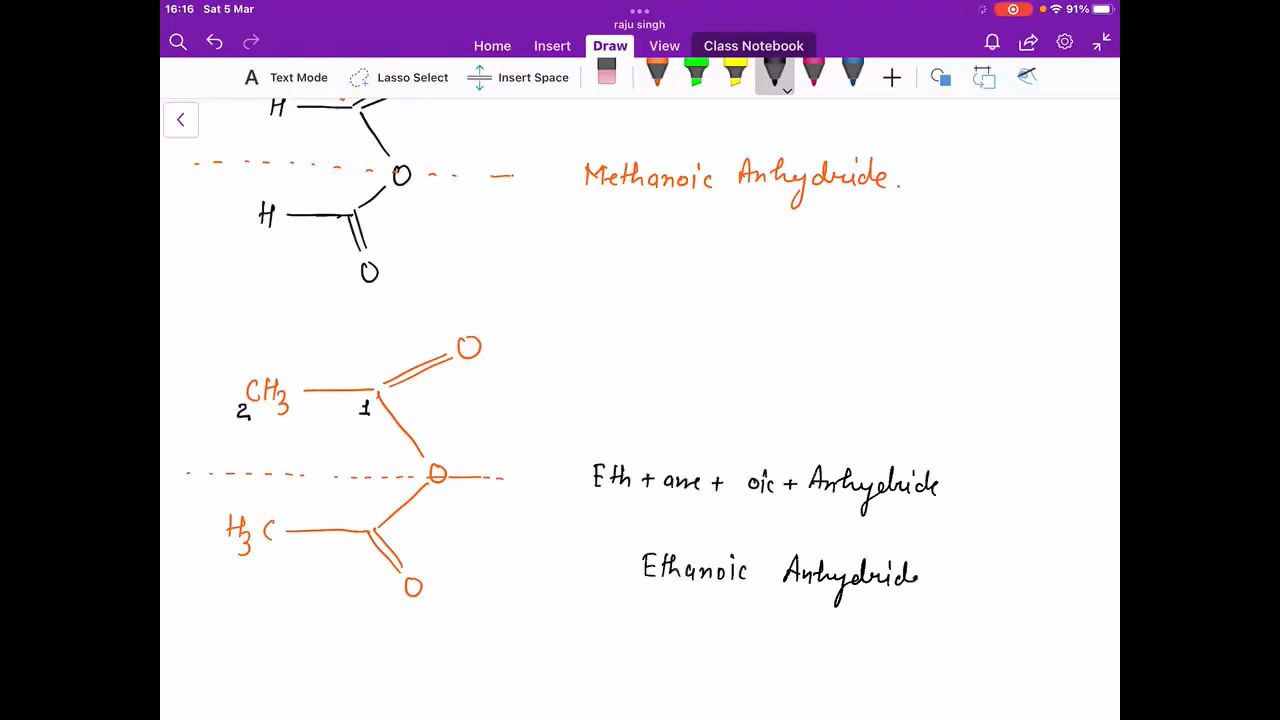 16:16 Sat 5 Mar
91%
raju singh
Home Insert Draw View Class Notebook
A Text Mode Lasso Select Insert Space
H
O
Methanoic Anhydride.
H
O
O
CH3
2 1
O
Eth + ane + oic + Anhydride
H3C
Ethanoic Anhydride
O